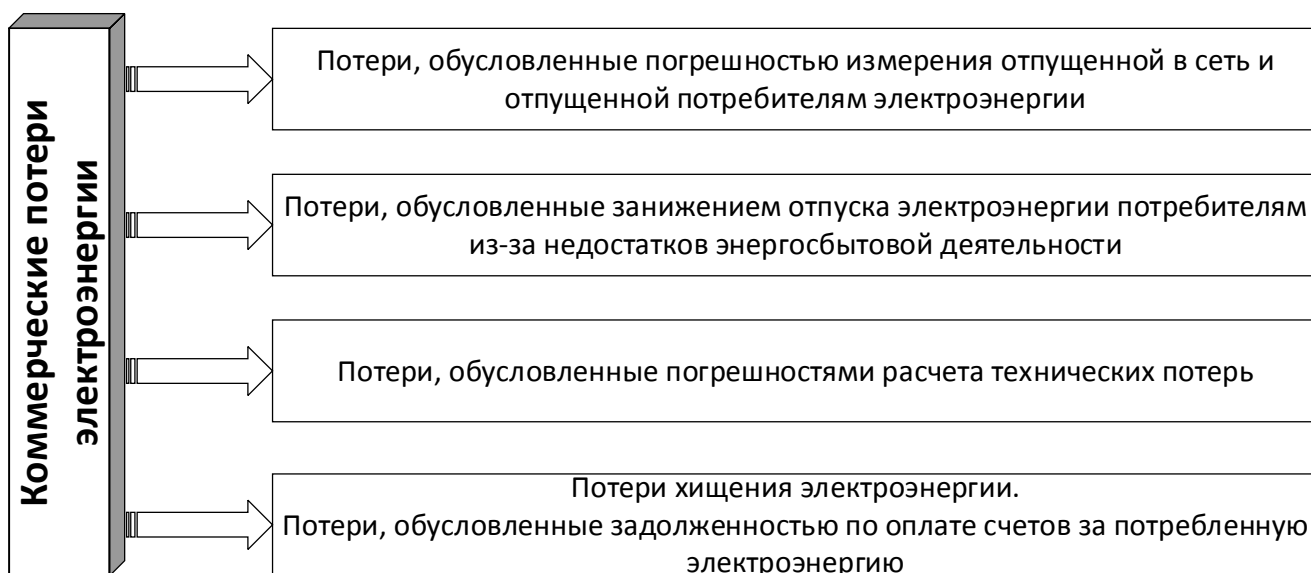 Коммерческие потери
электроэнергии
Потери, обусловленные погрешностью измерения отпущенной в сеть и
отпущенной потребителям электроэнергии
Потери, обусловленные занижением отпуска электроэнергии потребителям
из-за недостатков энергосбытовой деятельности
Потери, обусловленные погрешностями расчета технических потерь
Потери хищения электроэнергии.
Потери, обусловленные задолженностью по оплате счетов за потребленную
электроэнергию